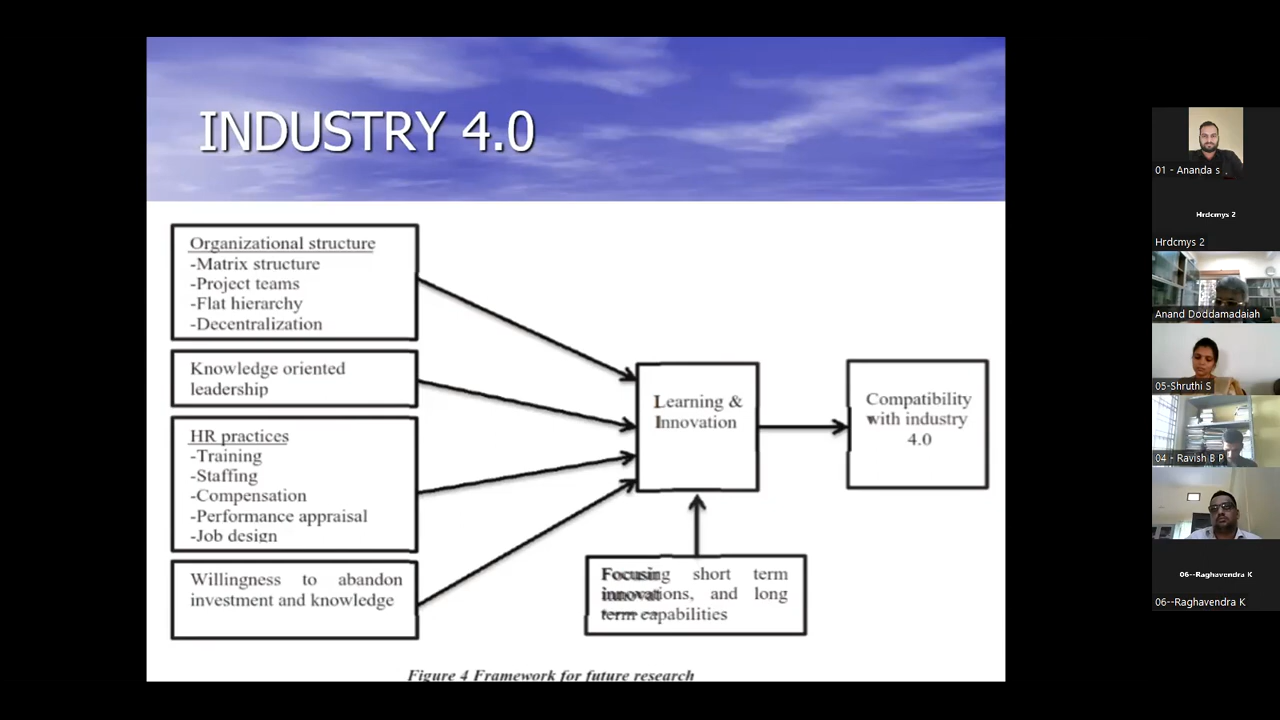 INDUSTRY 4.0
Organizational structure
-Matrix structure
-Project teams
-Flat hierarchy
-Decentralization
Knowledge oriented
leadership
HR practices
-Training
-Staffing
-Compensation
-Performance appraisal
-Job design
Willingness to abandon
investment and knowledge
Learning &
Innovation
Compatibility
with industry
4.0
Focusing short term
innovations, and long
term capabilities
Figure 4 Framework for future research
01 - Ananda s .
Hrdcmys 2
Hrdcmys 2
Anand Doddamadaiah
05-Shruthi S
04 - Ravish B P
06--Raghavendra K
06--Raghavendra K